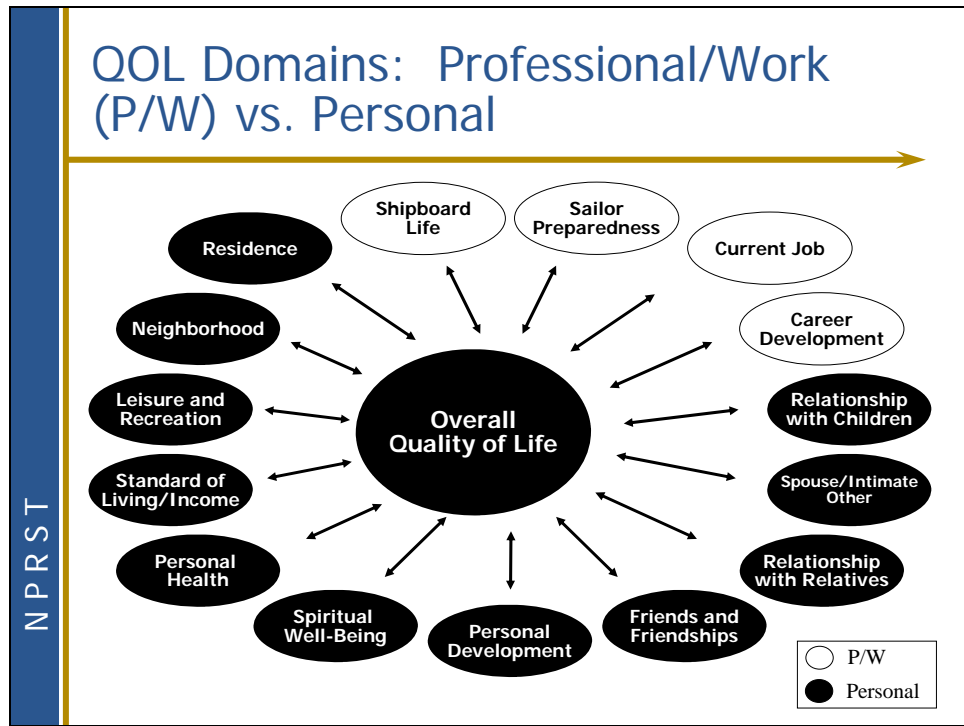 QOL Domains: Professional/Work
(P/W) vs. Personal
Shipboard
Life
Sailor
Preparedness
Residence
Current Job
Neighborhood
Career
Development
Leisure and
Recreation
Overall
Quality of Life
Relationship
with Children
Standard of
Living/Income
Spouse/Intimate
Other
Personal
Health
Relationship
with Relatives
Spiritual
Well-Being
Personal
Development
Friends and
Friendships
P/W
Personal
NPRST